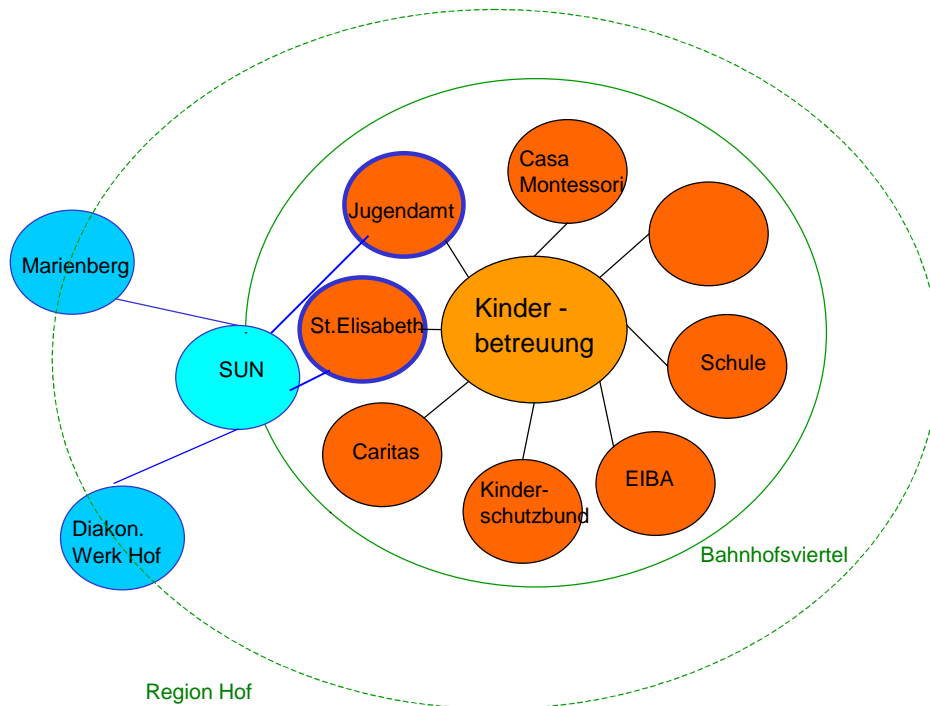 Casa
Montessori
Jugendamt
Marienberg
Kinder -
betreuung
St.Elisabeth
SUN
Schule
Caritas
Kinder-
schutzbund
EIBA
Diakon.
Werk Hof
Bahnhofsviertel
Region Hof